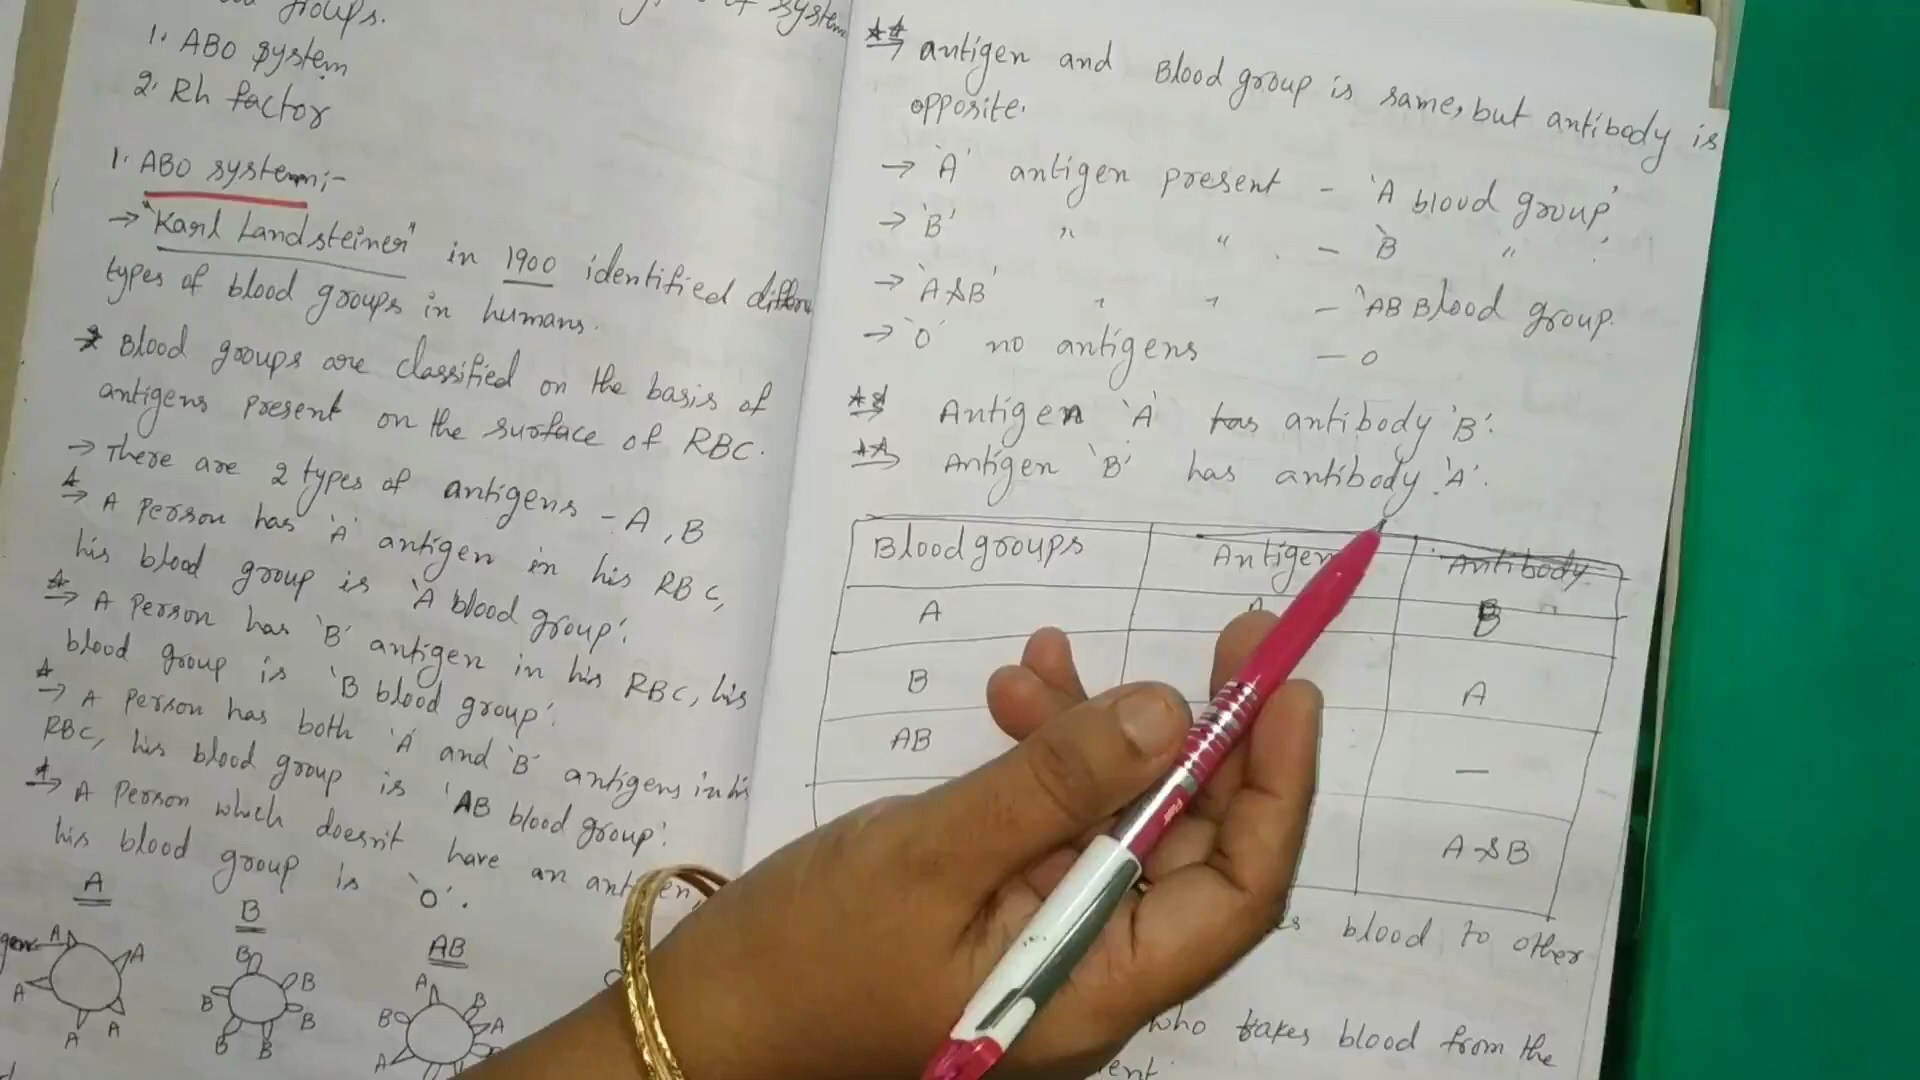 groups.
1. ABO system
2. Rh factor
1. ABO system:-
→ "Karl Landsteiner" in 1900 identified
types of blood groups in humans.
→ Blood groups are classified on the basis of
antigens present on the surface of RBC.
→ There are 2 types of antigens - A, B
→ A person has 'A' antigen in his RBC,
his blood group is 'A blood group'.
→ A person has 'B' antigen in his RBC, his
blood group is 'B blood group'.
→ A person has both 'A' and 'B' antigens in his
RBC, his blood group is 'AB blood group'.
→ A person which doesn't have an
his blood group is 'O'.
A
B
AB
A A A A A
B B B B B B
A B A B A
system
→ antigen and Blood group is same, but antibody is
opposite.
→ 'A' antigen present - 'A blood group'
→ 'B' " " - 'B " '
→ 'A&B' " " - 'AB Blood group.
→ 'O' no antigens - O
→ Antigen 'A' has antibody 'B'.
→ Antigen 'B' has antibody 'A'.
Blood groups Antigen Antibody
A A B
B A
AB —
A&B
blood to other
who takes blood from the